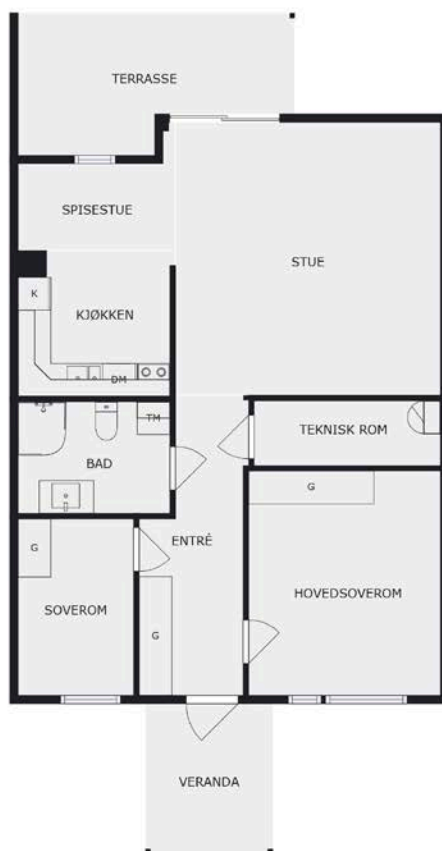 TERRASSE
SPISESTUE
STUE
K
KJØKKEN
DM
TM
TEKNISK ROM
BAD
G
ENTRÉ
G
SOVEROM
HOVEDSOVEROM
G
VERANDA